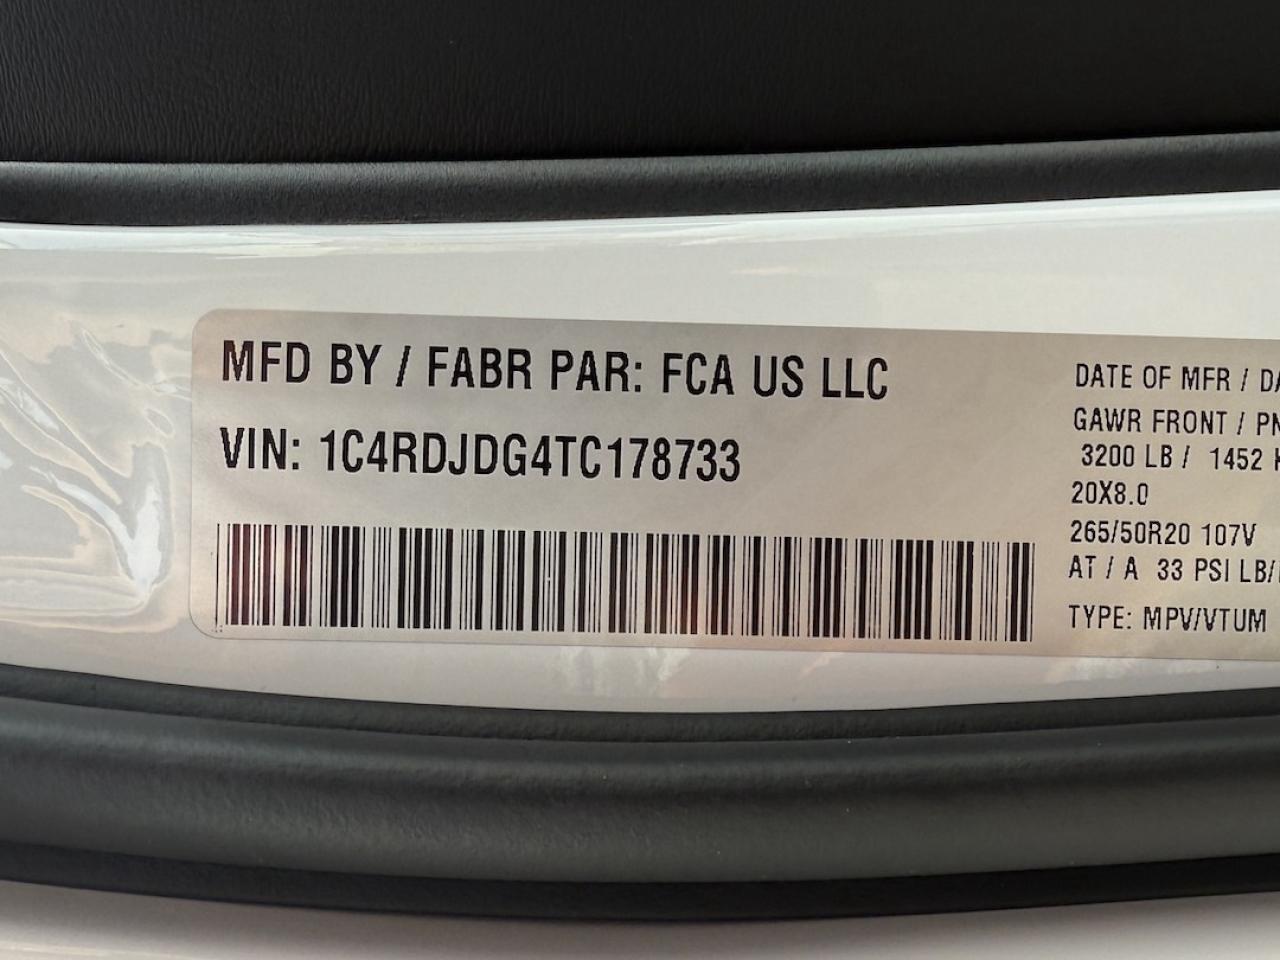 MFD BY / FABR PAR: FCA US LLC
VIN: 1C4RDJDG4TC178733
DATE OF MFR /
GAWR FRONT /
3200 LB / 1452
20X8.0
265/50R20 107V
AT / A 33 PSI LB/
TYPE: MPV/VTUM